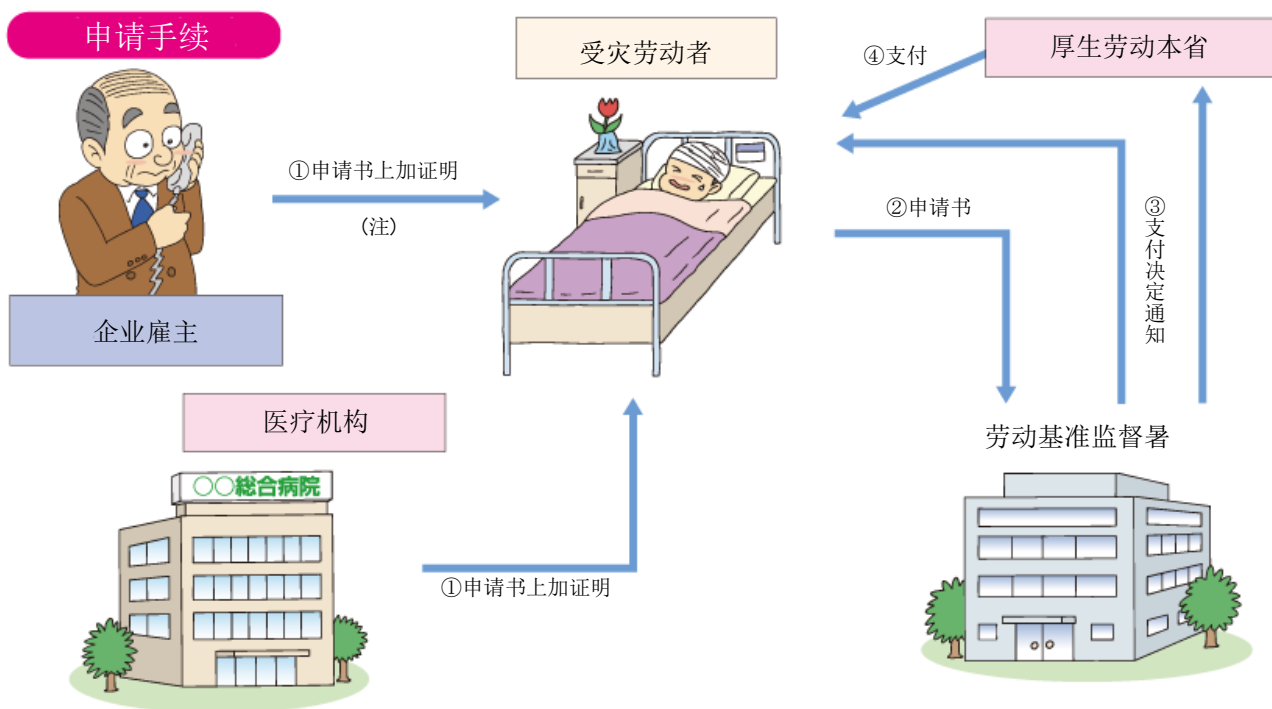 申请手续
受灾劳动者
厚生劳动本省
④支付
①申请书上加证明
(注)
②申请书
③支付决定通知
企业雇主
医疗机构
劳动基准监督暑
○○総合病院
①申请书上加证明